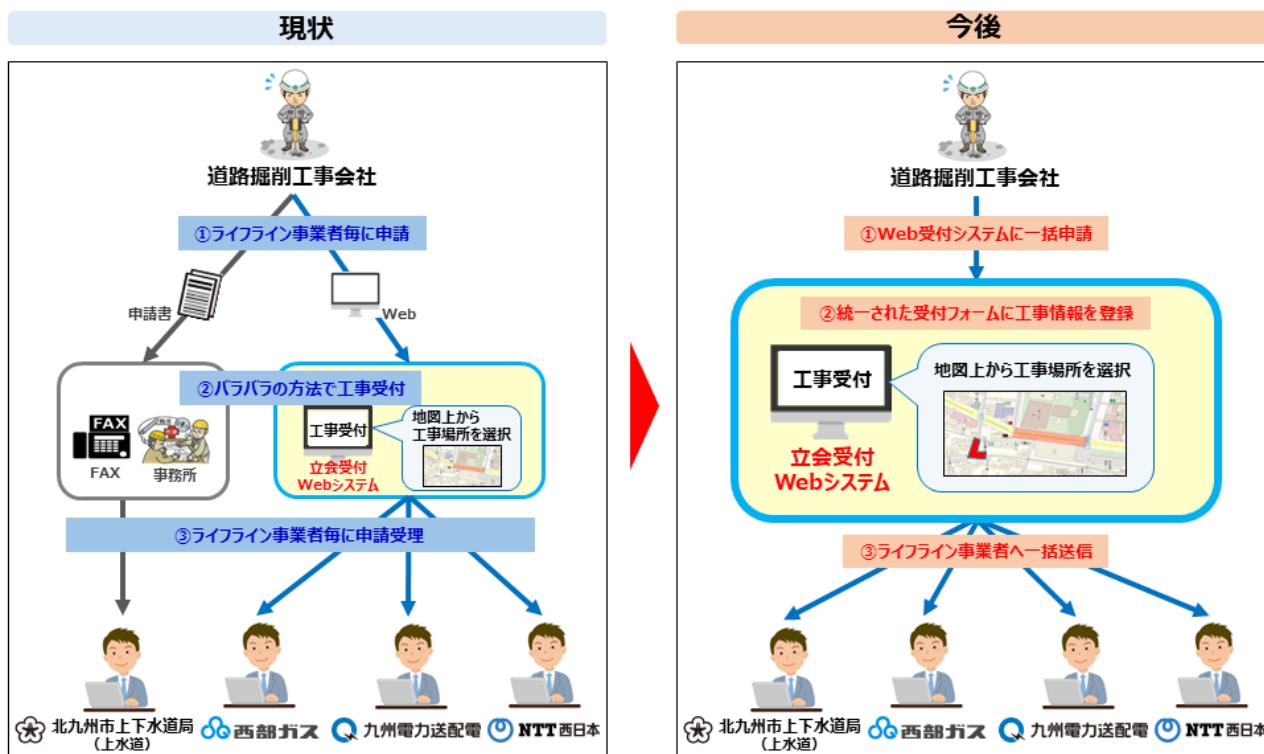 現状
道路掘削工事会社
①ライフライン事業者毎に申請
申請書
Web
②バラバラの方法で工事受付
FAX
FAX
事務所
工事受付
立会受付
Webシステム
地図上から
工事場所を選択
③ライフライン事業者毎に申請受理
北九州市上下水道局
（上水道）
西部ガス
九州電力送配電
NTT西日本
今後
道路掘削工事会社
①Web受付システムに一括申請
②統一された受付フォームに工事情報を登録
工事受付
立会受付
Webシステム
地図上から工事場所を選択
③ライフライン事業者へ一括送信
北九州市上下水道局
（上水道）
西部ガス
九州電力送配電
NTT西日本